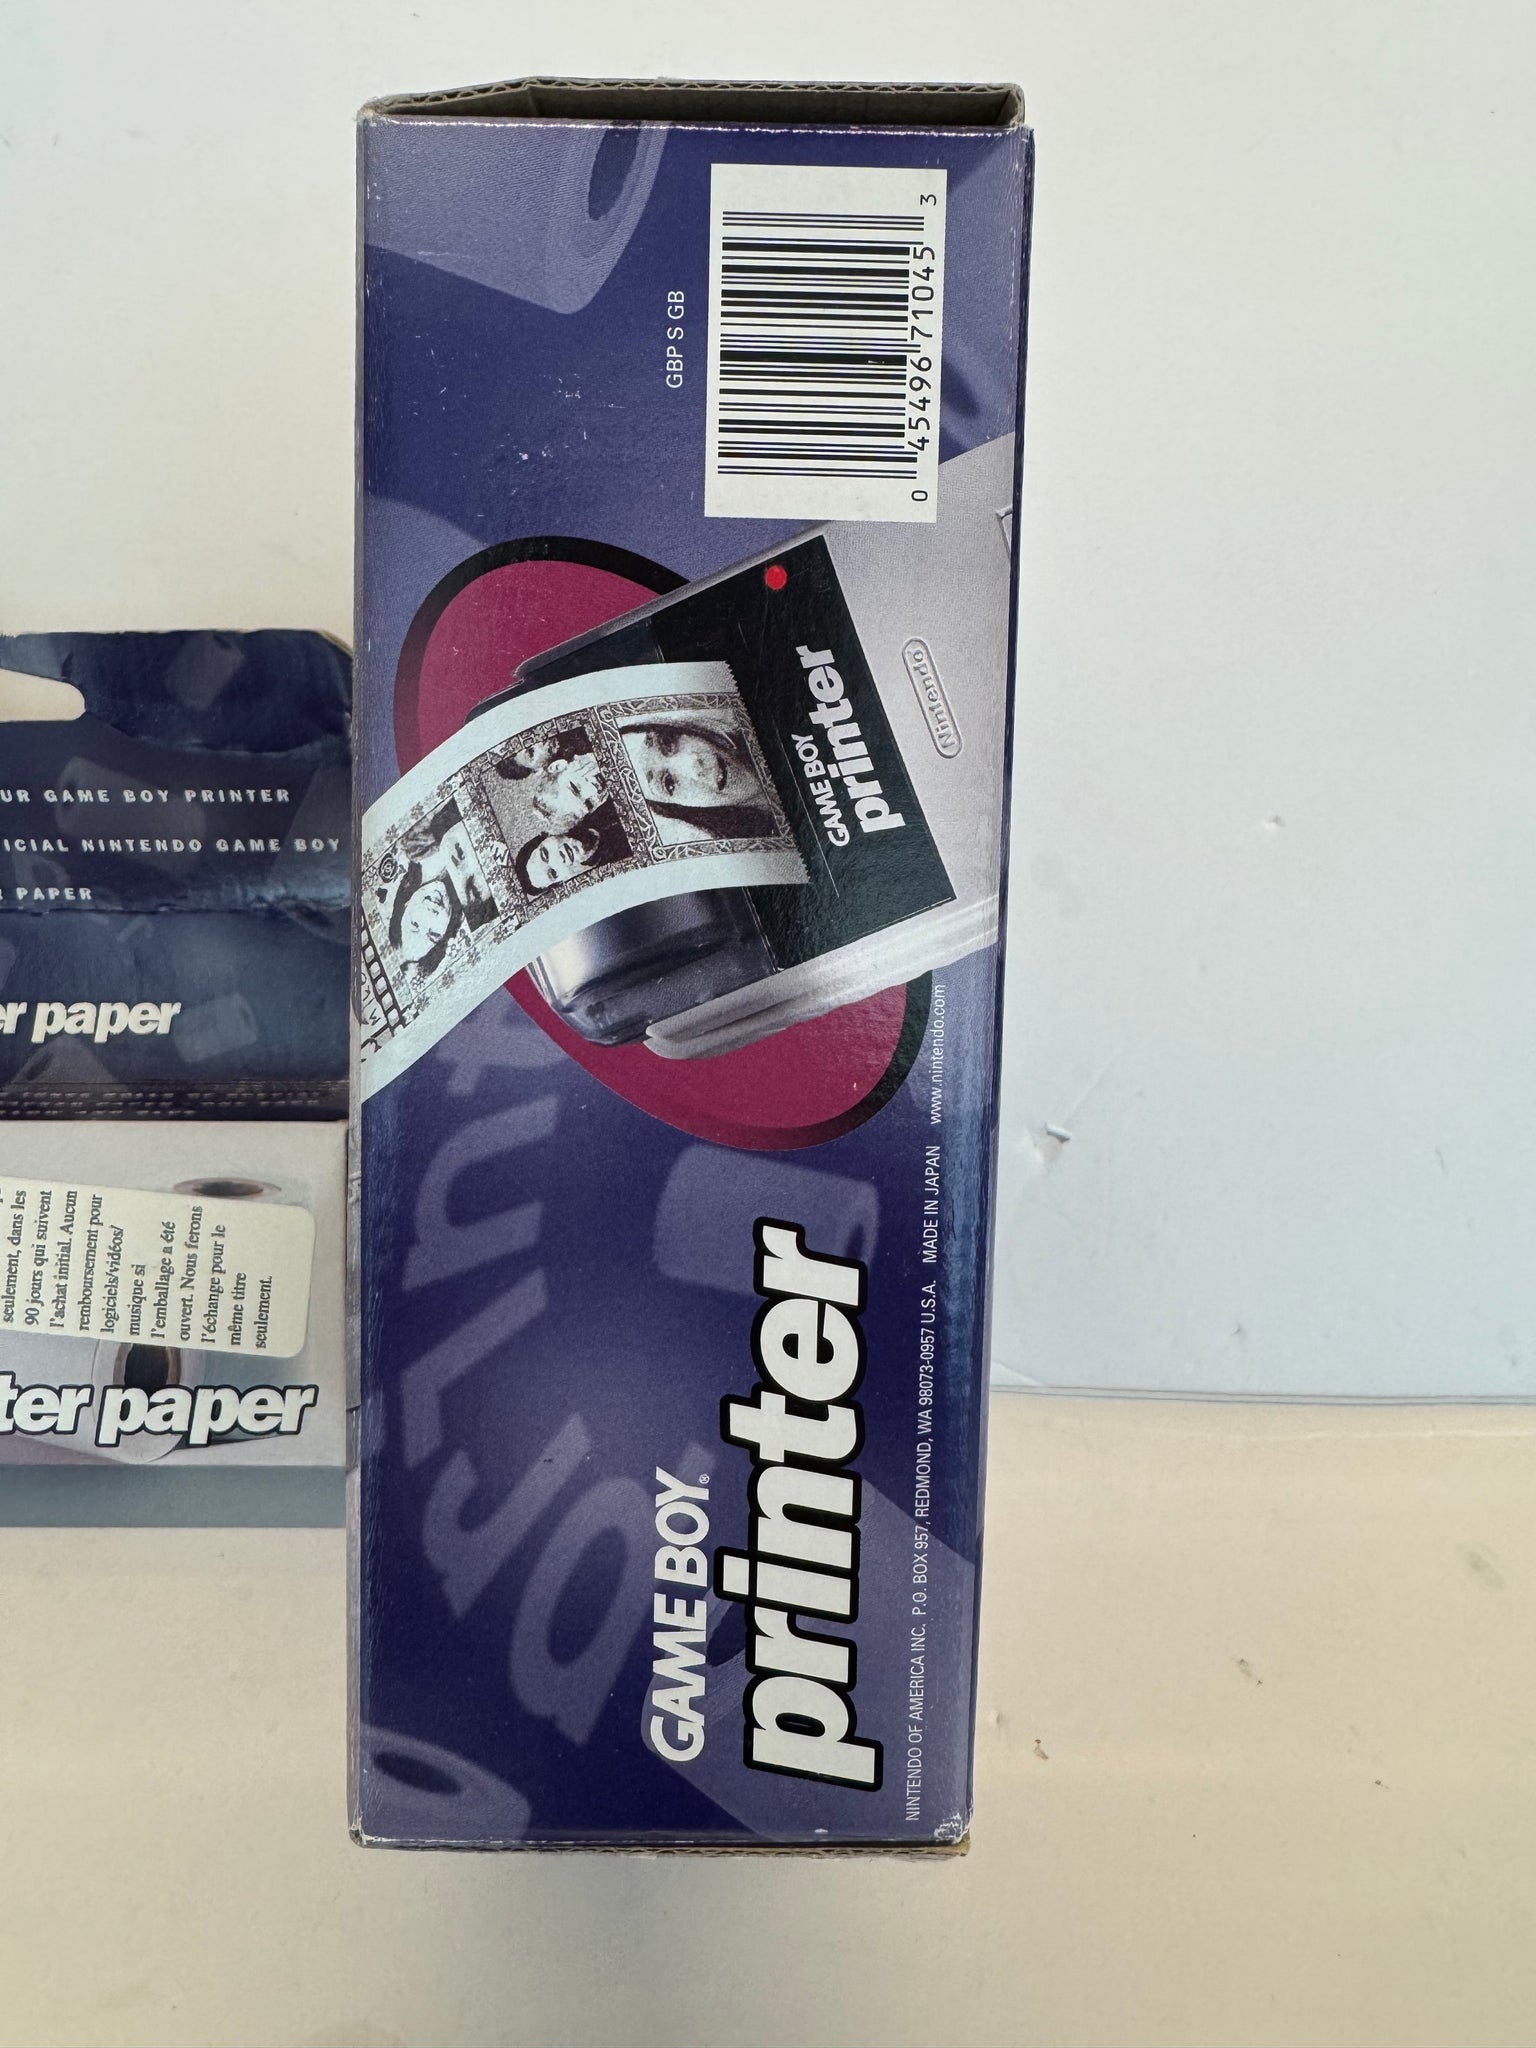 UR GAME BOY PRINTER
ICIAL NINTENDO GAME BOY
R PAPER
er paper
seulement, dans les
90 jours qui suivent
l'achat initial. Aucun
remboursement pour
logiciels/vidéos/
musique si
l'emballage a été
ouvert. Nous ferons
l'échange pour le
même titre
seulement.
ter paper
GBP S GB
0 45496 71045 3
GAME BOY
printer
Nintendo
GAME BOY®
printer
NINTENDO OF AMERICA INC. P.O. BOX 957, REDMOND, WA 98073-0957 U.S.A. MADE IN JAPAN www.nintendo.com